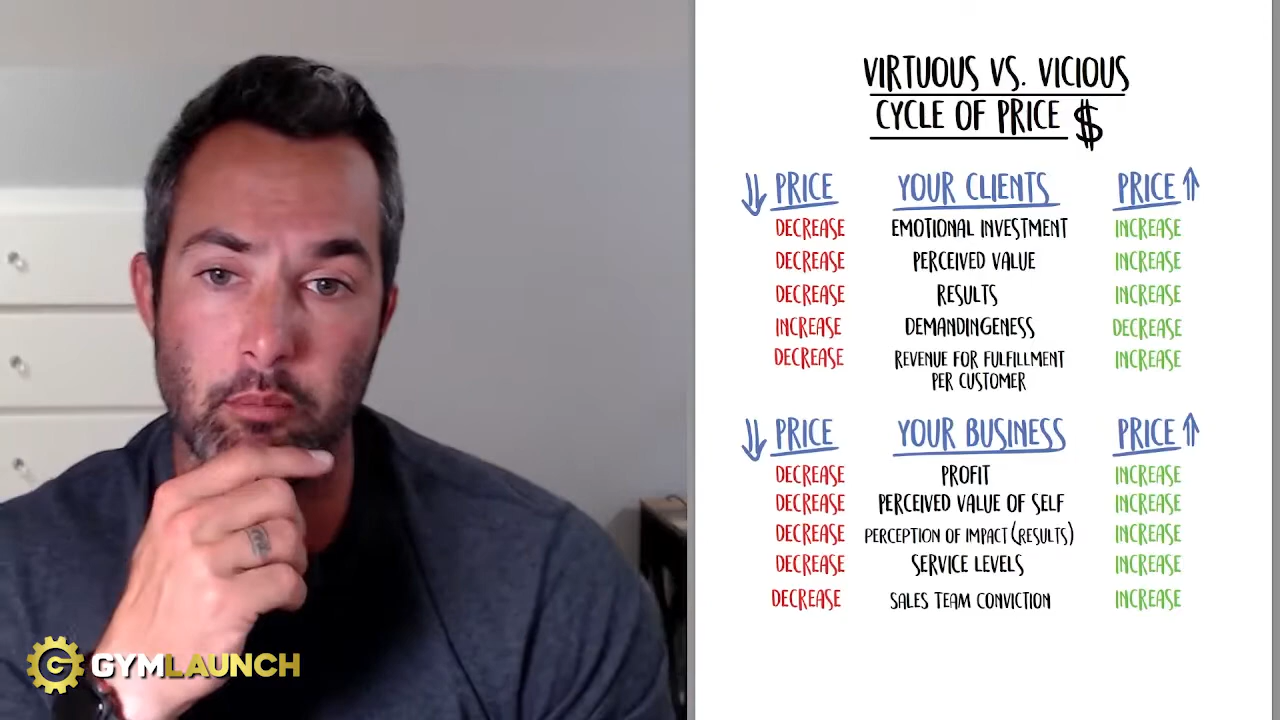 VIRTUOUS VS. VICIOUS
CYCLE OF PRICE $
PRICE YOUR CLIENTS PRICE
DECREASE EMOTIONAL INVESTMENT INCREASE
DECREASE PERCEIVED VALUE INCREASE
DECREASE RESULTS INCREASE
INCREASE DEMANDINGENESS DECREASE
DECREASE REVENUE FOR FULFILLMENT INCREASE
PER CUSTOMER
PRICE YOUR BUSINESS PRICE
DECREASE PROFIT INCREASE
DECREASE PERCEIVED VALUE OF SELF INCREASE
DECREASE PERCEPTION OF IMPACT (RESULTS) INCREASE
DECREASE SERVICE LEVELS INCREASE
DECREASE SALES TEAM CONVICTION INCREASE
G GYMLAUNCH